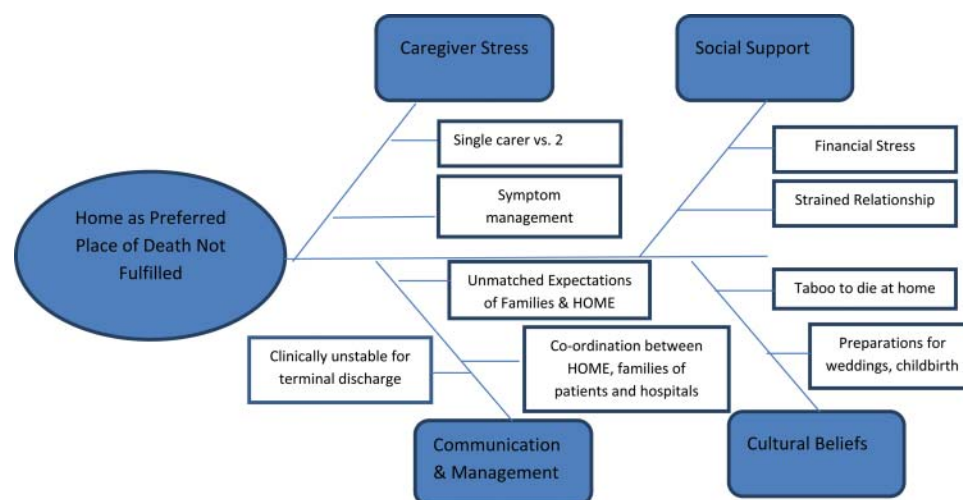 Caregiver Stress
Social Support
Single carer vs. 2
Financial Stress
Symptom
management
Strained Relationship
Home as Preferred
Place of Death Not
Fulfilled
Unmatched Expectations
of Families & HOME
Taboo to die at home
Clinically unstable for
terminal discharge
Co-ordination between
HOME, families of
patients and hospitals
Preparations for
weddings, childbirth
Communication
& Management
Cultural Beliefs